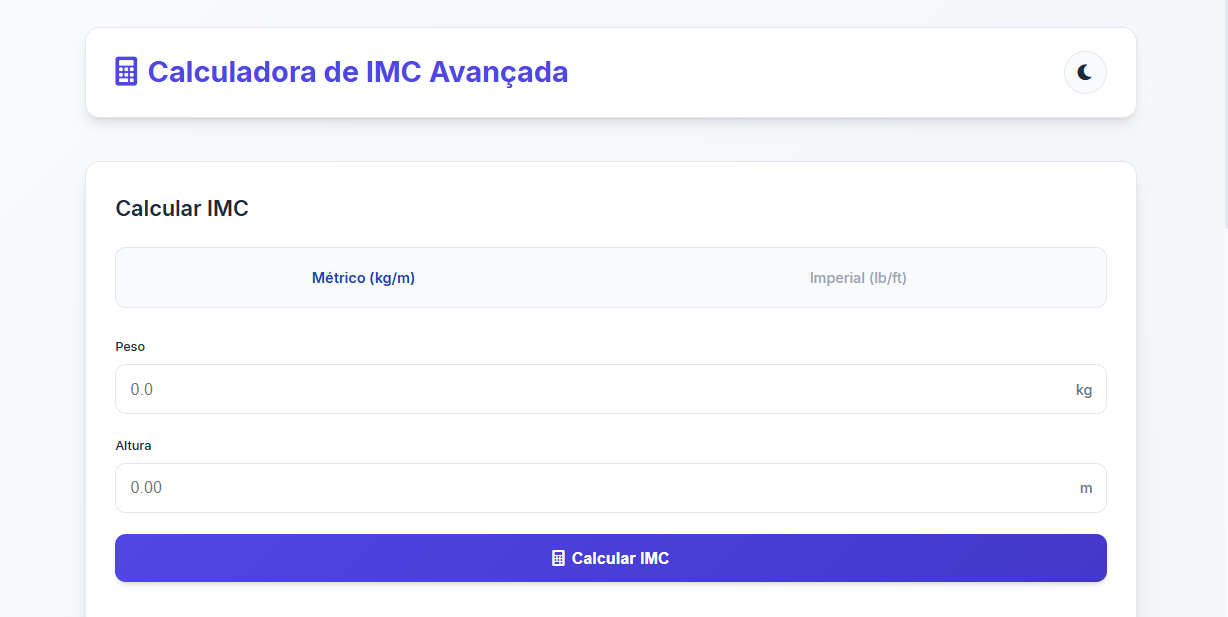 Calculadora de IMC Avançada
Calcular IMC
Métrico (kg/m)
Imperial (lb/ft)
Peso
0.0
kg
Altura
0.00
m
Calcular IMC